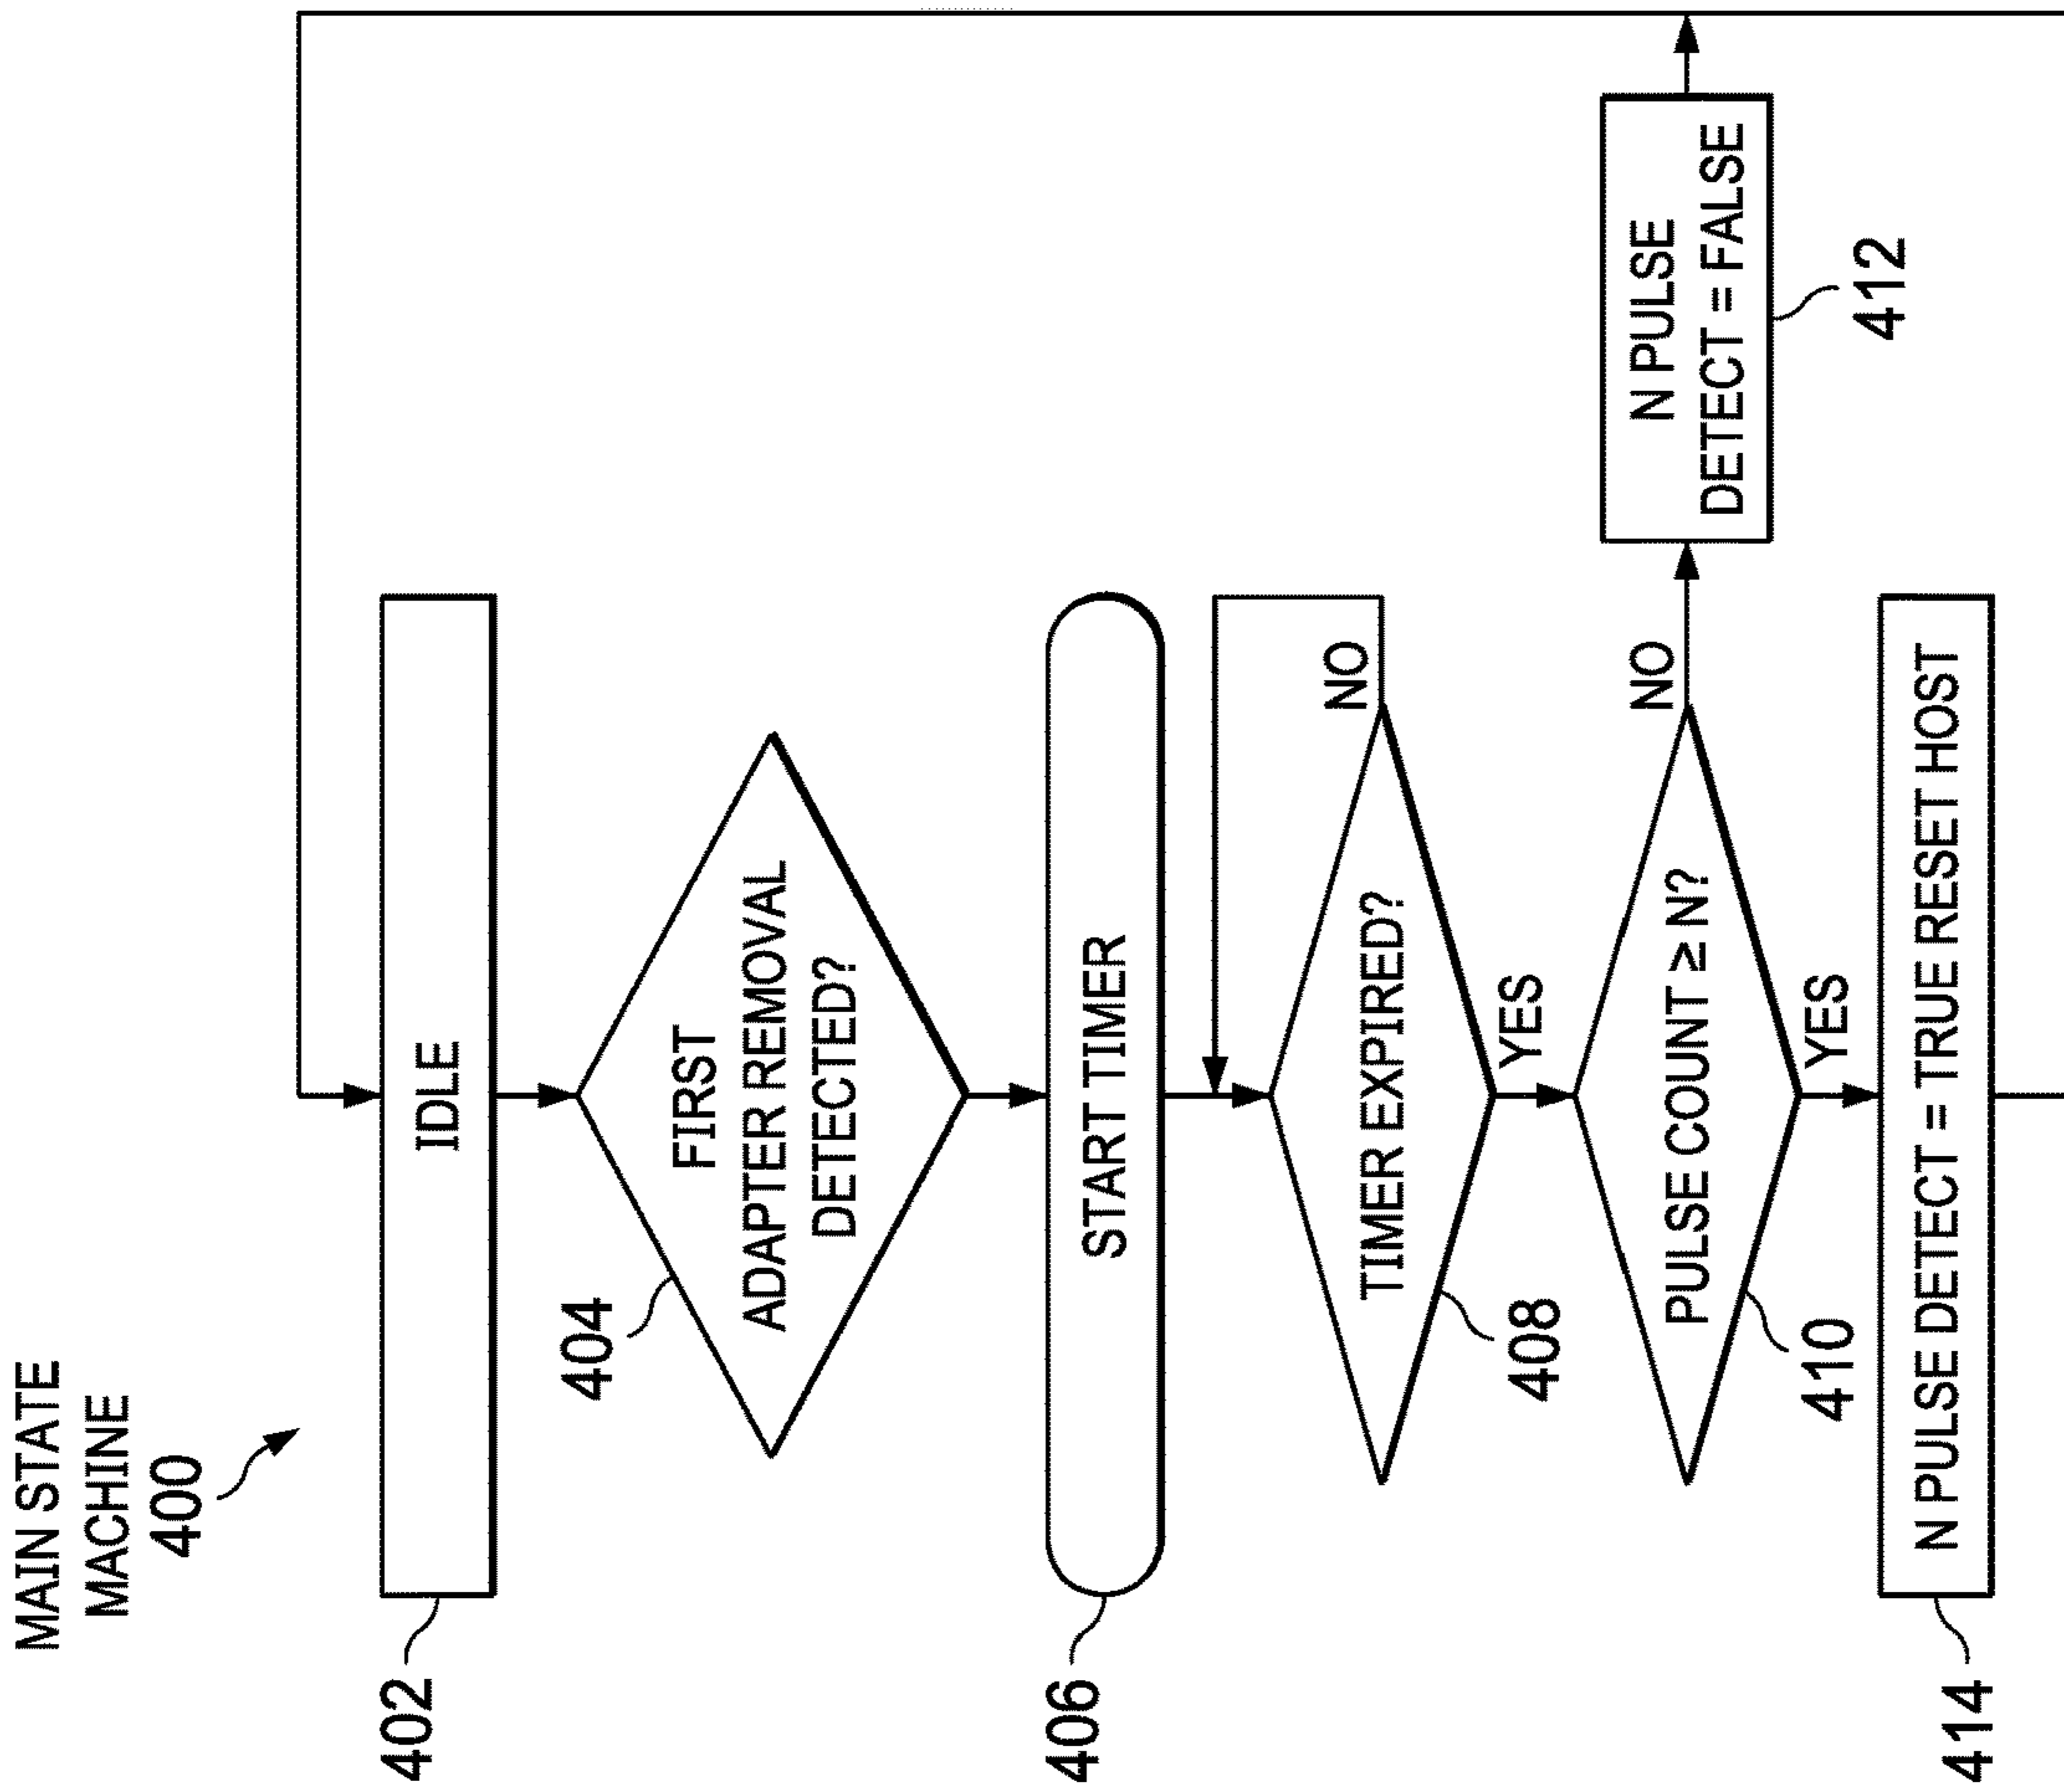 MAIN STATE
MACHINE
400
402
IDLE
404
FIRST
ADAPTER REMOVAL
DETECTED?
406
START TIMER
TIMER EXPIRED?
NO
408
YES
PULSE COUNT ≥ N?
NO
N PULSE
DETECT = FALSE
412
410
YES
414
N PULSE DETECT = TRUE RESET HOST